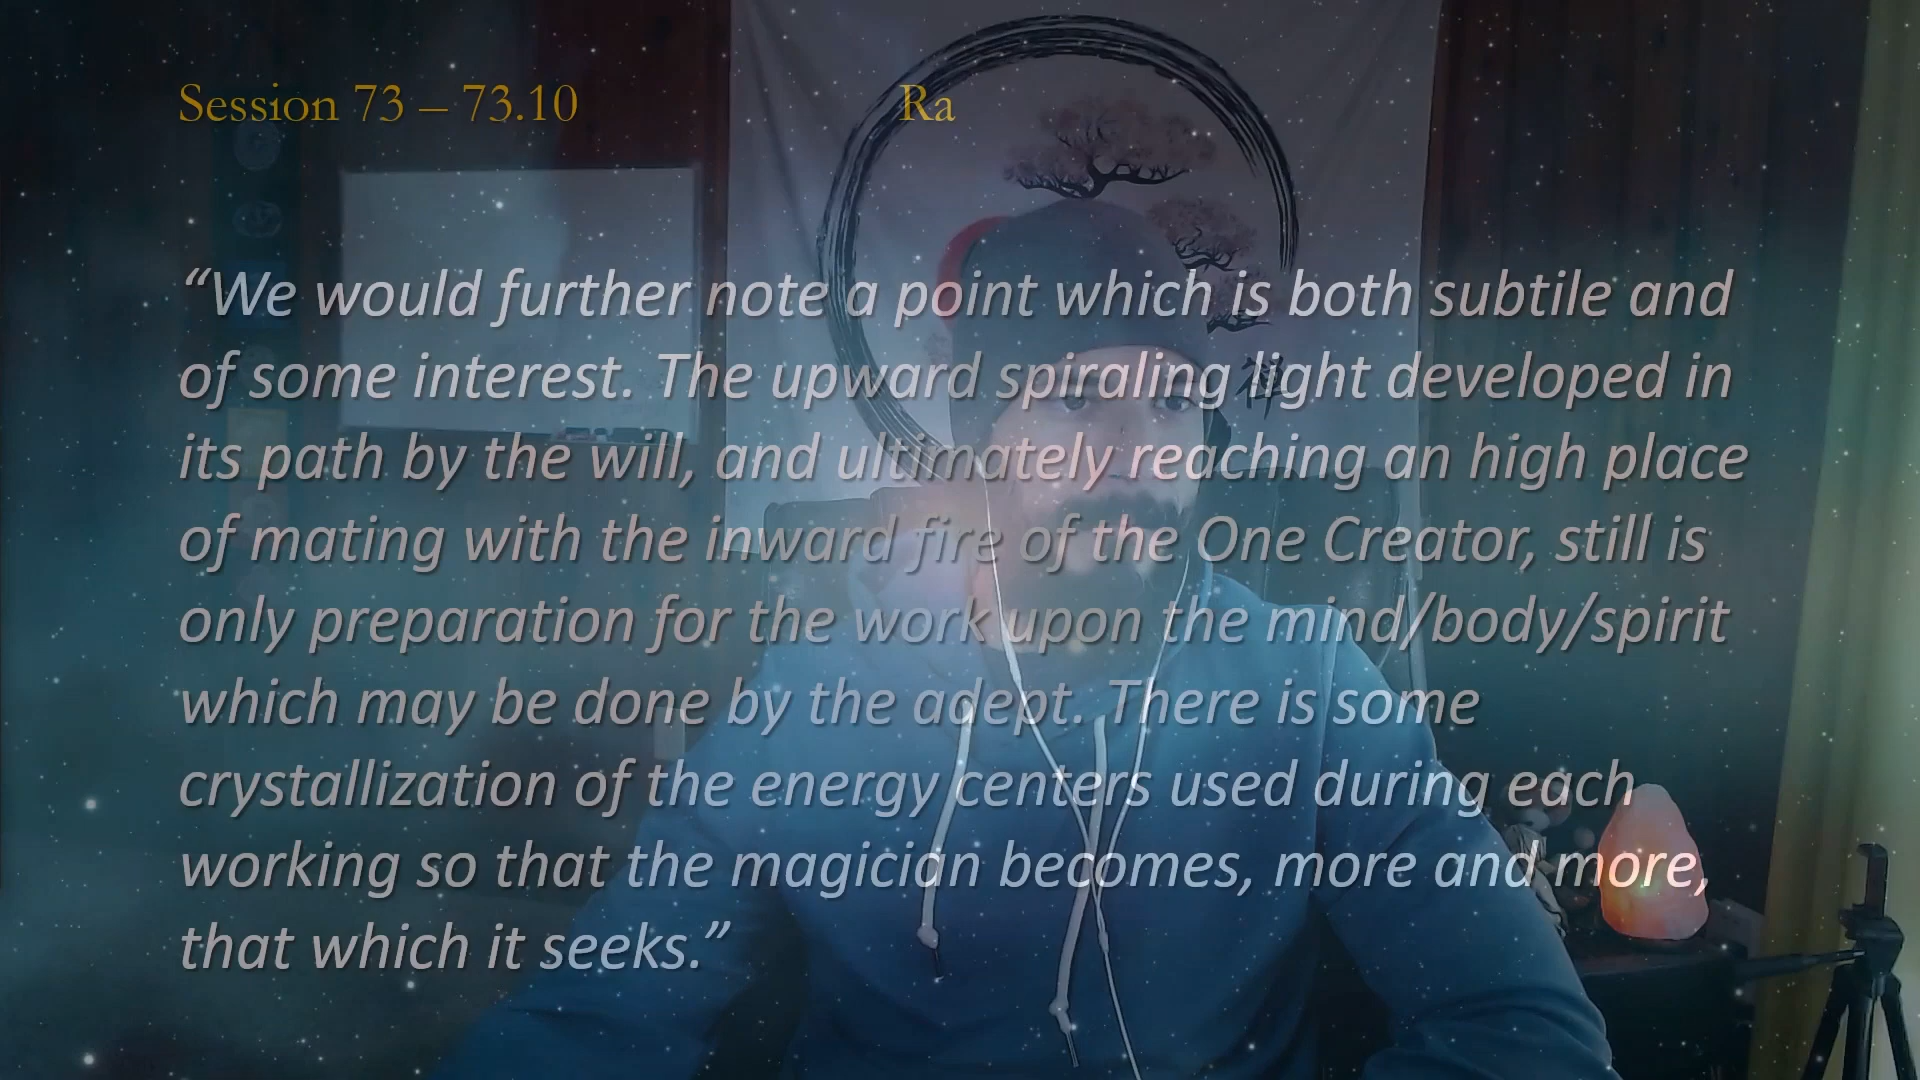 Session 73 – 73.10 Ra
“We would further note a point which is both subtile and
of some interest. The upward spiraling light developed in
its path by the will, and ultimately reaching an high place
of mating with the inward fire of the One Creator, still is
only preparation for the work upon the mind/body/spirit
which may be done by the adept. There is some
crystallization of the energy centers used during each
working so that the magician becomes, more and more,
that which it seeks.”
禅